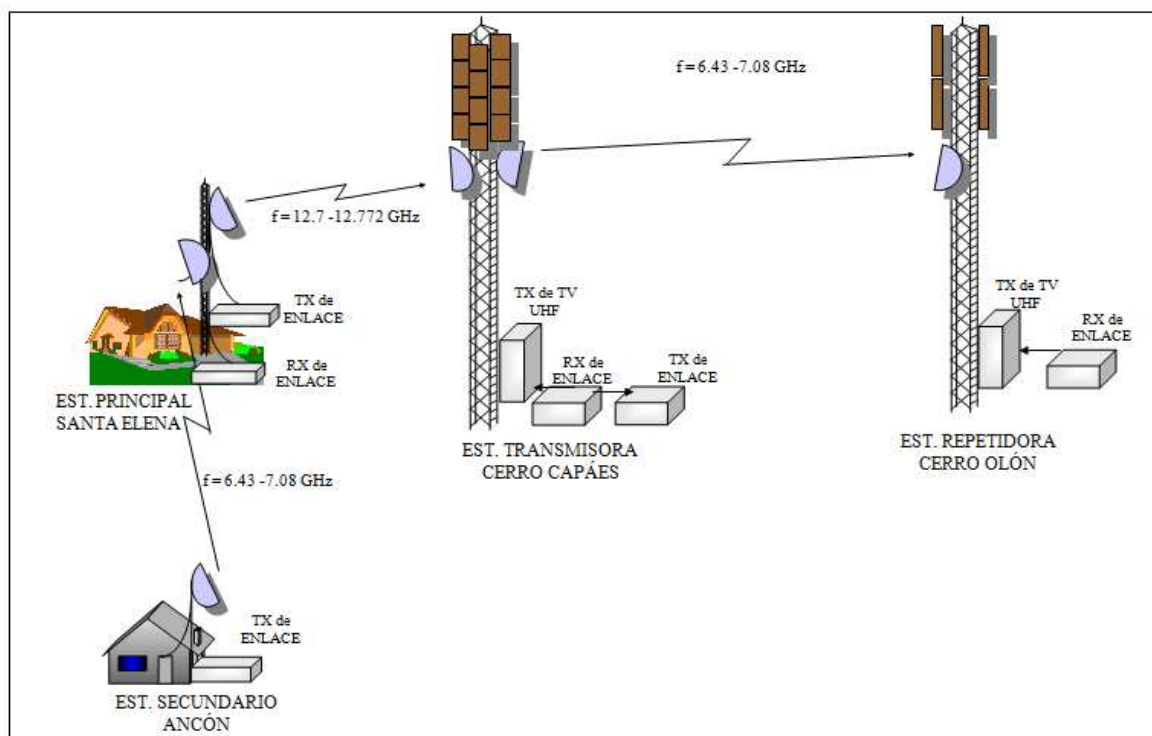 f = 6.43 -7.08 GHz
f = 12.7 -12.772 GHz
TX de TV
UHF
TX de
ENLACE
RX de
ENLACE
RX de
ENLACE
TX de
ENLACE
TX de TV
UHF
RX de
ENLACE
EST. PRINCIPAL
SANTA ELENA
EST. TRANSMISORA
CERRO CAPÁES
EST. REPETIDORA
CERRO OLÓN
f = 6.43 -7.08 GHz
TX de
ENLACE
EST. SECUNDARIO
ANCÓN